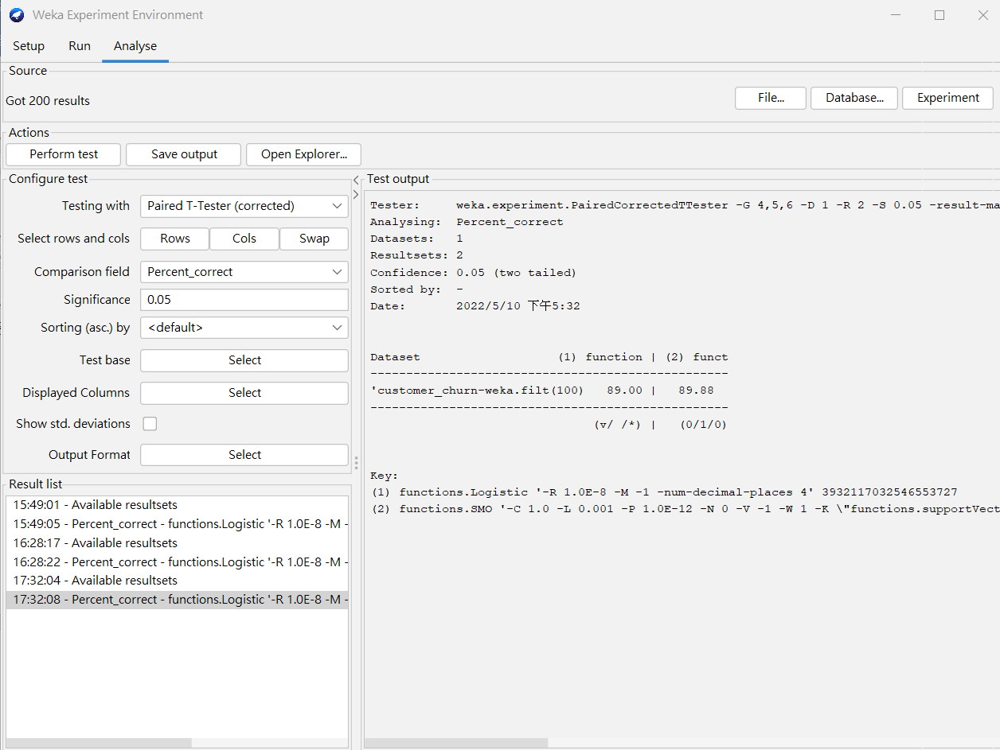 Weka Experiment Environment
Setup Run Analyse
Source
Got 200 results
File... Database... Experiment
Actions
Perform test Save output Open Explorer...
Configure test
Testing with Paired T-Tester (corrected)
Select rows and cols Rows Cols Swap
Comparison field Percent_correct
Significance 0.05
Sorting (asc.) by <default>
Test base Select
Displayed Columns Select
Show std. deviations
Output Format Select
Result list
15:49:01 - Available resultsets
15:49:05 - Percent_correct - functions.Logistic '-R 1.0E-8 -M -
16:28:17 - Available resultsets
16:28:22 - Percent_correct - functions.Logistic '-R 1.0E-8 -M -
17:32:04 - Available resultsets
17:32:08 - Percent_correct - functions.Logistic '-R 1.0E-8 -M -
Test output
Tester: weka.experiment.PairedCorrectedTTester -G 4,5,6 -D 1 -R 2 -S 0.05 -result-ma
Analysing: Percent_correct
Datasets: 1
Resultsets: 2
Confidence: 0.05 (two tailed)
Sorted by: -
Date: 2022/5/10 下午5:32
Dataset (1) function | (2) funct
--------------------------------------------------
'customer_churn-weka.filt(100) 89.00 | 89.88
--------------------------------------------------
(v/ /*) | (0/1/0)
Key:
(1) functions.Logistic '-R 1.0E-8 -M -1 -num-decimal-places 4' 3932117032546553727
(2) functions.SMO '-C 1.0 -L 0.001 -P 1.0E-12 -N 0 -V -1 -W 1 -K \"functions.supportVect